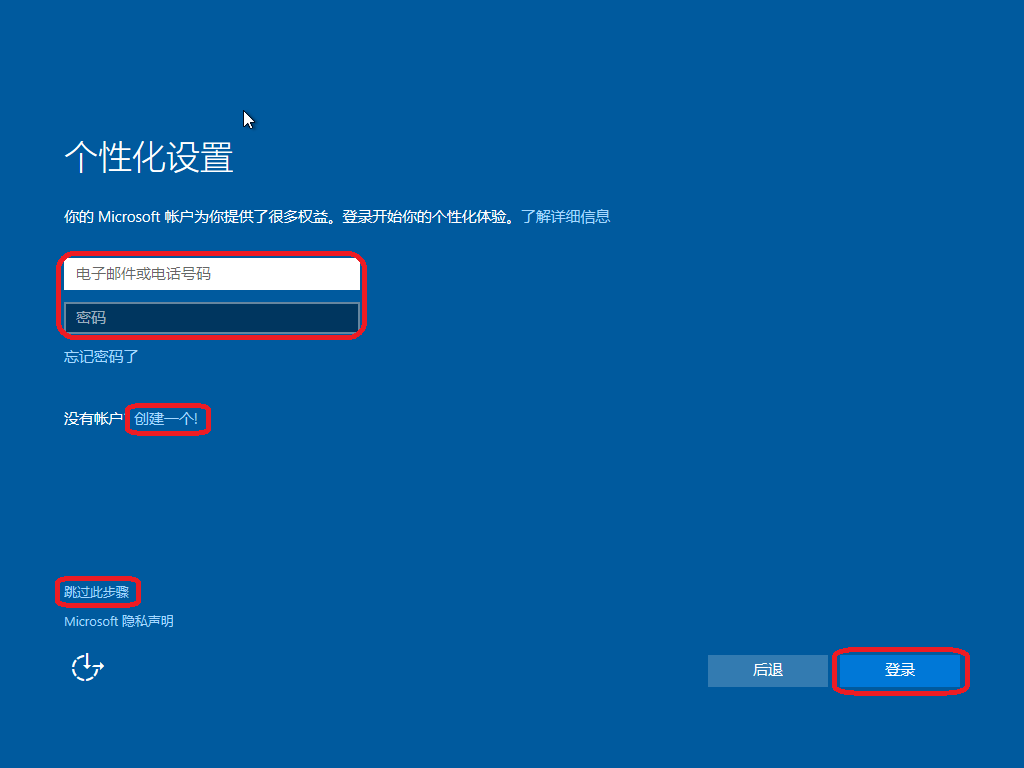 个性化设置
你的 Microsoft 帐户为你提供了很多权益。登录开始你的个性化体验。了解详细信息
电子邮件或电话号码
密码
忘记密码了
没有帐户 创建一个!
跳过此步骤
Microsoft 隐私声明
后退 登录